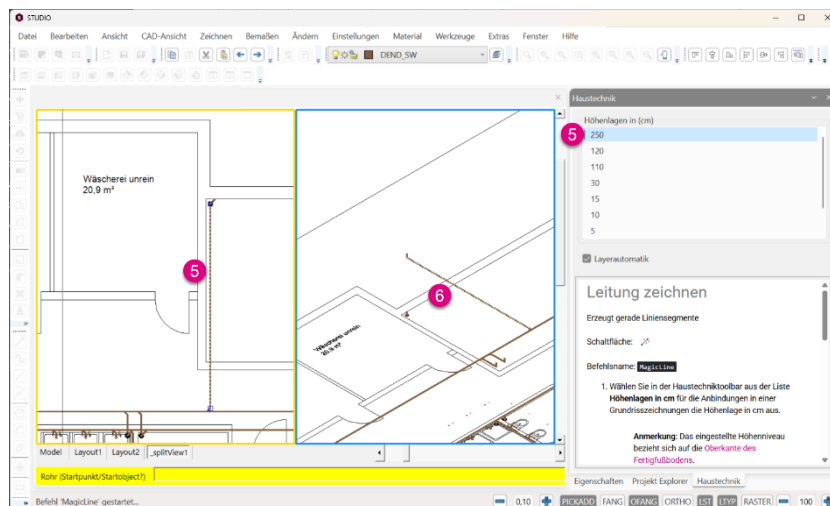 STUDIO
Datei Bearbeiten Ansicht CAD-Ansicht Zeichnen Bemaßen Ändern Einstellungen Material Werkzeuge Extras Fenster Hilfe
DEND_SW
Haustechnik
Höhenlagen in (cm)
5
250
120
110
30
15
10
5
Layerautomatik
Wäscherei unrein
20,9 m²
5
6
Wäscherei unrein
20,9 m²
Leitung zeichnen
Erzeugt gerade Liniensegmente
Schaltfläche:
Befehlsname: MagicLine
1. Wählen Sie in der Haustechniktoolbar aus der Liste
Höhenlagen in cm für die Anbindungen in einer
Grundrisszeichnungen die Höhenlage in cm aus.
Anmerkung: Das eingestellte Höhenniveau
bezieht sich auf die Oberkante des
Fertigfußbodens.
Model Layout1 Layout2 _splitView1
Rohr (Startpunkt/Startobject?)
Eigenschaften Projekt Explorer Haustechnik
Befehl 'MagicLine' gestartet...
0,10 PICKADD FANG OFANG ORTHO LST LTYP RASTER 100